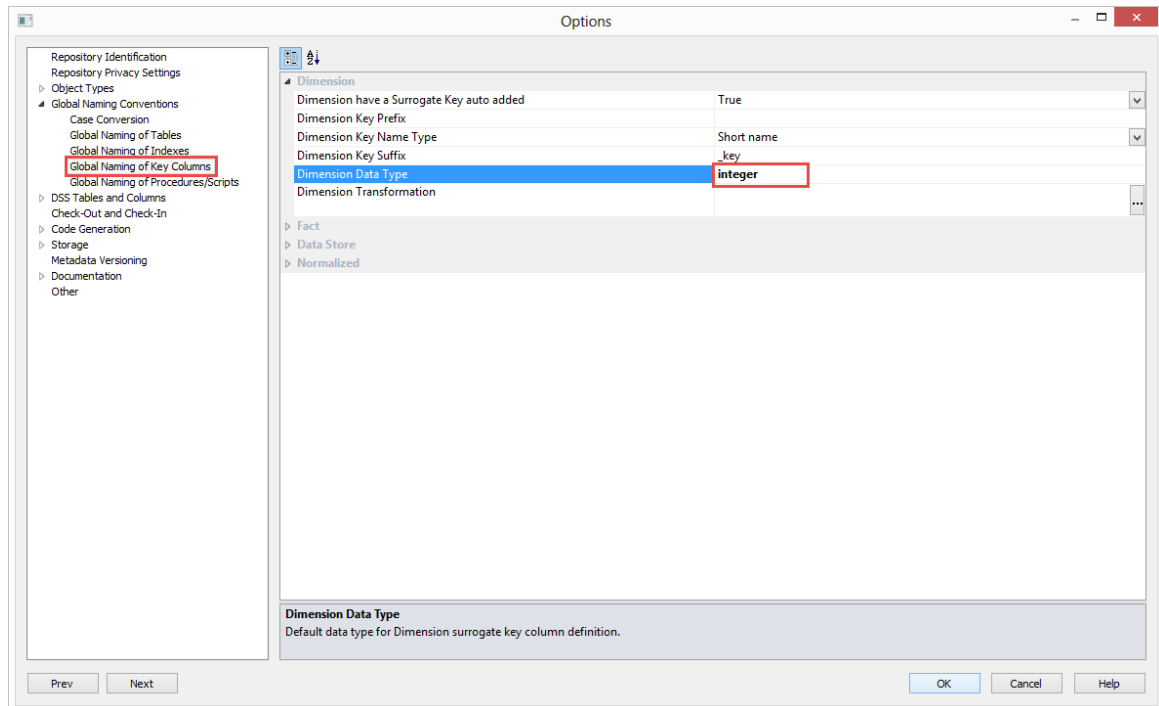 Options
Repository Identification
Repository Privacy Settings
Object Types
Global Naming Conventions
Case Conversion
Global Naming of Tables
Global Naming of Indexes
Global Naming of Key Columns
Global Naming of Procedures/Scripts
DSS Tables and Columns
Check-Out and Check-In
Code Generation
Storage
Metadata Versioning
Documentation
Other
Dimension
Dimension have a Surrogate Key auto added True
Dimension Key Prefix
Dimension Key Name Type Short name
Dimension Key Suffix _key
Dimension Data Type integer
Dimension Transformation
...
Fact
Data Store
Normalized
Dimension Data Type
Default data type for Dimension surrogate key column definition.
Prev Next OK Cancel Help